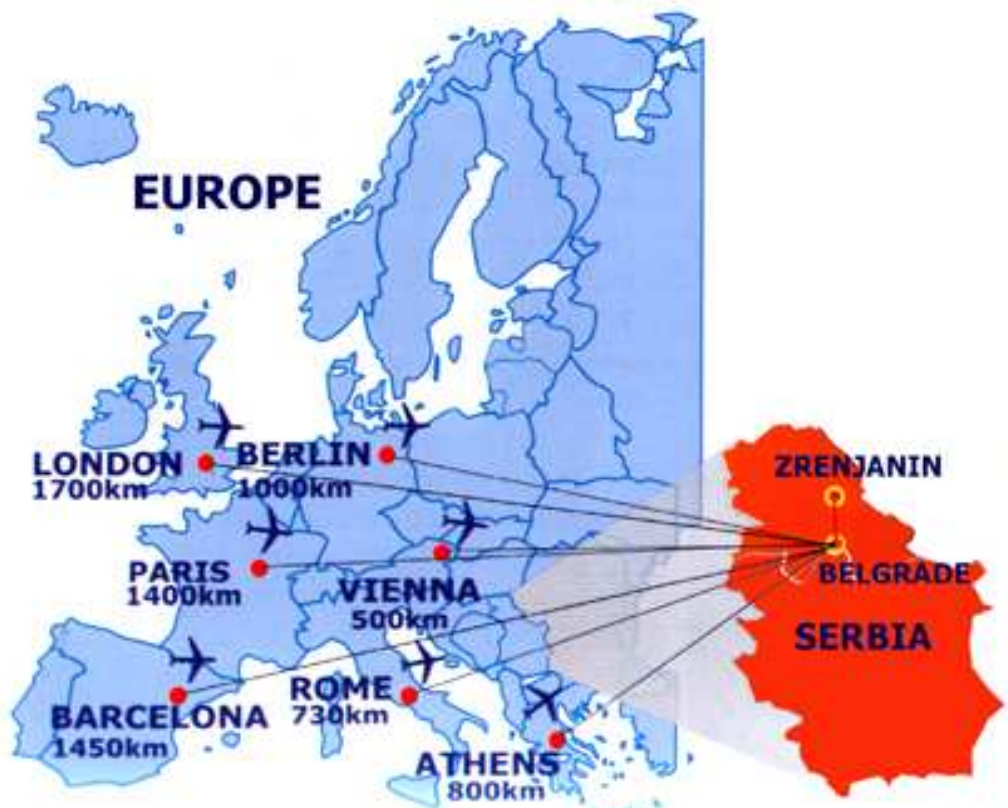 EUROPE
LONDON
1700km
BERLIN
1000km
ZRENJANIN
PARIS
1400km
VIENNA
500km
BELGRADE
SERBIA
BARCELONA
1450km
ROME
730km
ATHENS
800km